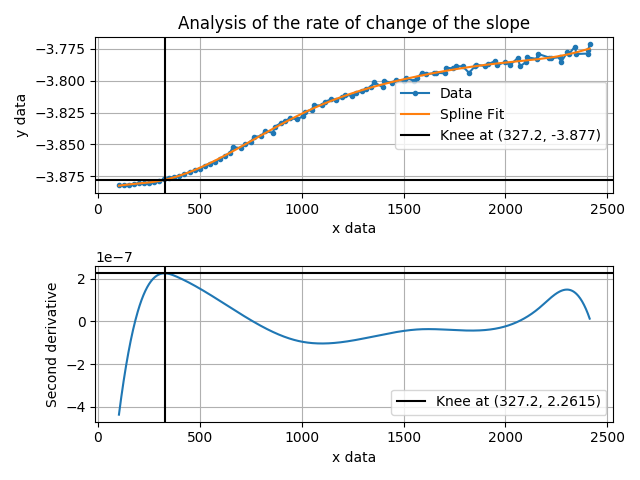 Analysis of the rate of change of the slope
−3.775
−3.800
−3.825
−3.850
−3.875
y data
Data
Spline Fit
Knee at (327.2, -3.877)
0
500
1000
1500
2000
2500
x data
1e−7
2
0
−2
−4
Second derivative
Knee at (327.2, 2.2615)
0
500
1000
1500
2000
2500
x data